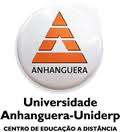 ANHANGUERA
Universidade
Anhanguera-Uniderp
CENTRO DE EDUCAÇÃO A DISTÂNCIA